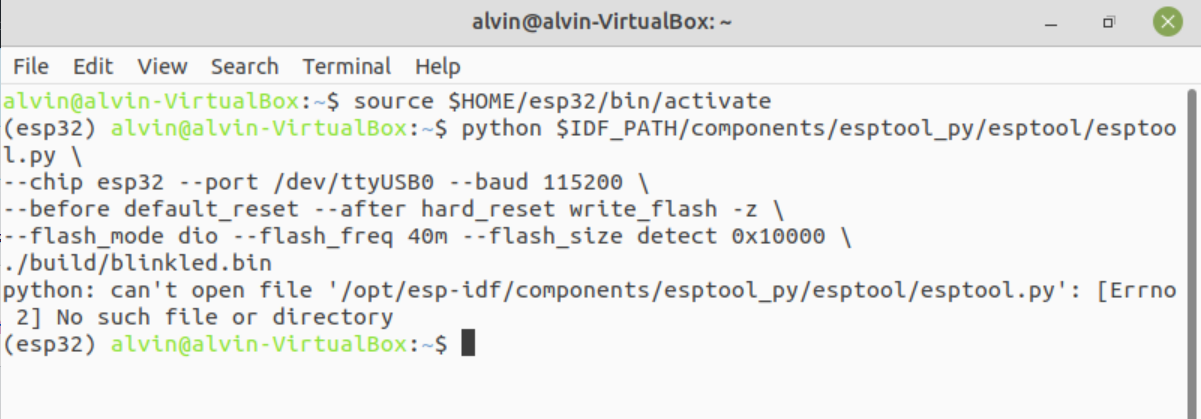 alvin@alvin-VirtualBox: ~
File Edit View Search Terminal Help
alvin@alvin-VirtualBox:~$ source $HOME/esp32/bin/activate
(esp32) alvin@alvin-VirtualBox:~$ python $IDF_PATH/components/esptool_py/esptool/esptoo
l.py \
--chip esp32 --port /dev/ttyUSB0 --baud 115200 \
--before default_reset --after hard_reset write_flash -z \
--flash_mode dio --flash_freq 40m --flash_size detect 0x10000 \
./build/blinkled.bin
python: can't open file '/opt/esp-idf/components/esptool_py/esptool/esptool.py': [Errno
 2] No such file or directory
(esp32) alvin@alvin-VirtualBox:~$